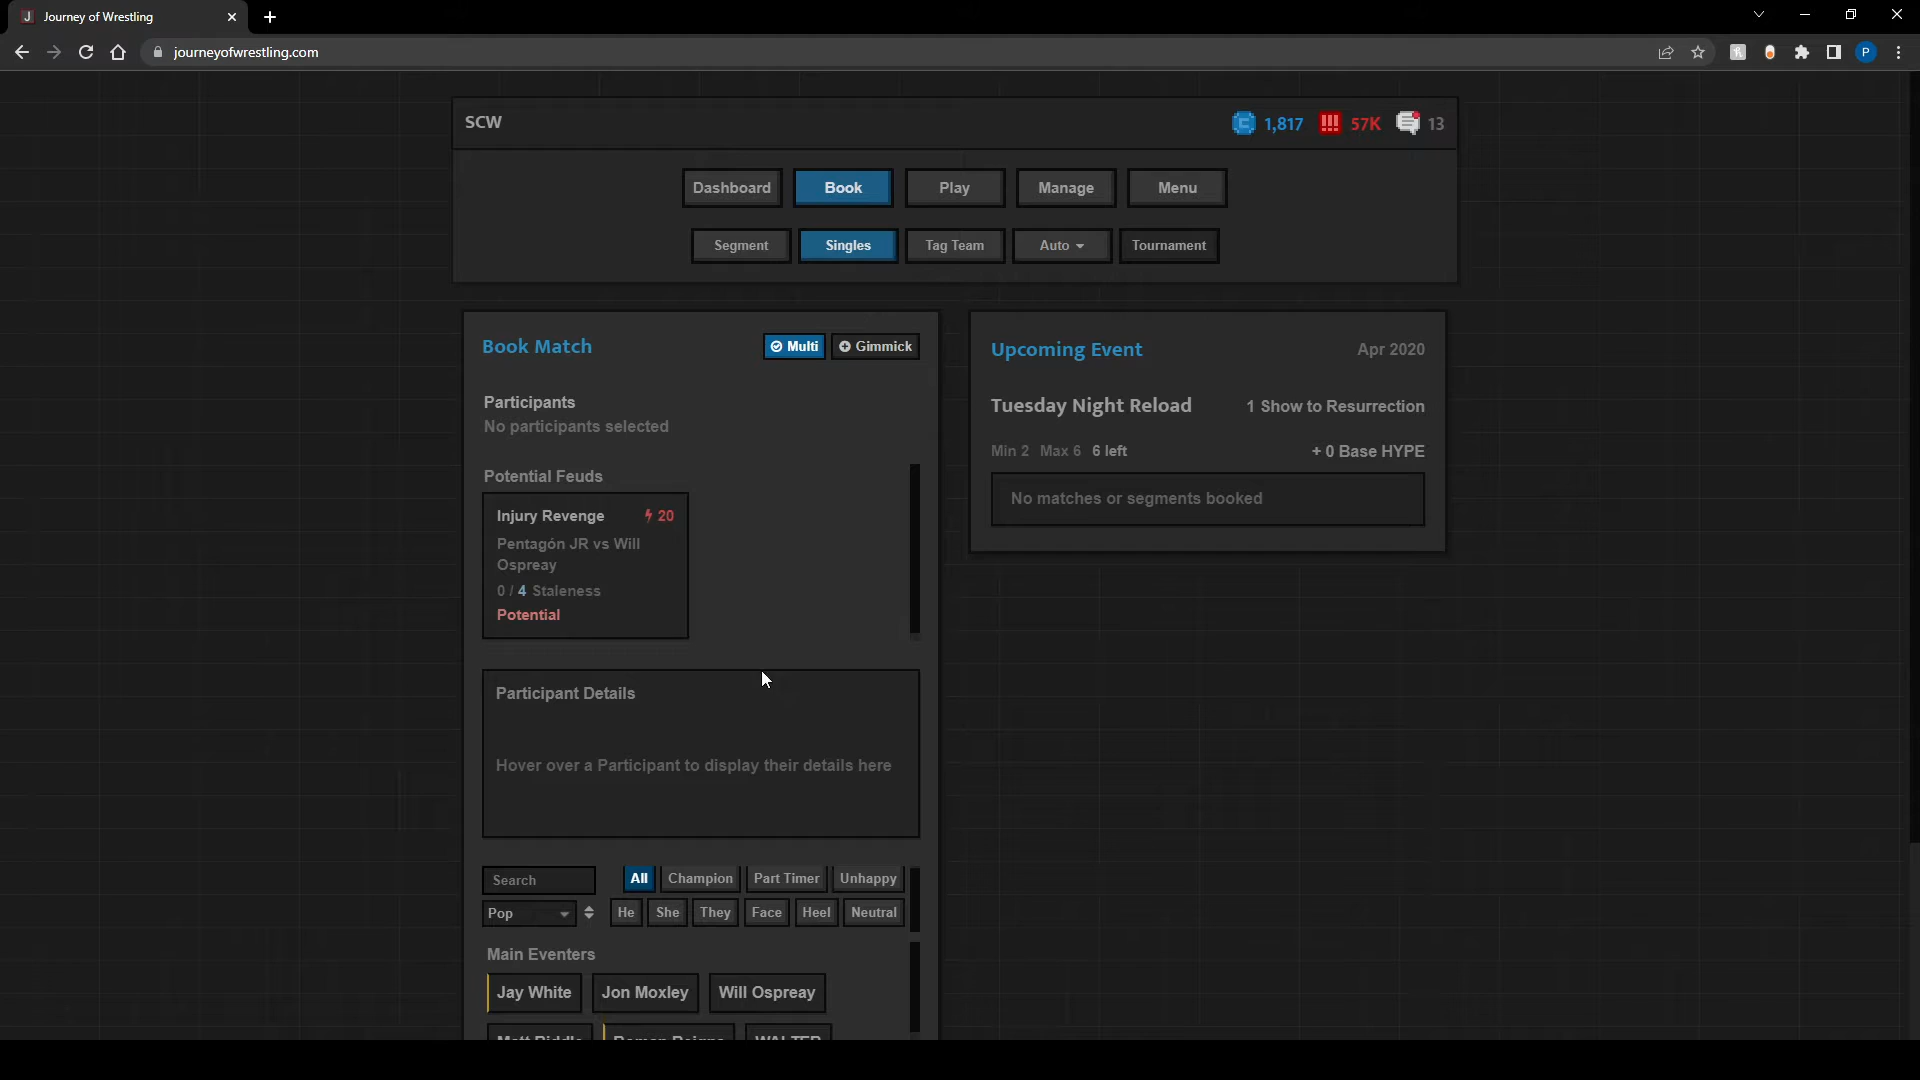 Journey of Wrestling
journeyofwrestling.com
P
SCW
1,817
57K
13
Dashboard
Book
Play
Manage
Menu
Segment
Singles
Tag Team
Auto
Tournament
Book Match
Multi
Gimmick
Participants
No participants selected
Potential Feuds
Injury Revenge 20
Pentagón JR vs Will
Ospreay
0 / 4 Staleness
Potential
Participant Details
Hover over a Participant to display their details here
Search
All
Champion
Part Timer
Unhappy
Pop
He
She
They
Face
Heel
Neutral
Main Eventers
Jay White
Jon Moxley
Will Ospreay
Matt Riddle
Roman Reigns
WALTER
Upcoming Event
Apr 2020
Tuesday Night Reload
1 Show to Resurrection
Min 2 Max 6 6 left
+ 0 Base HYPE
No matches or segments booked